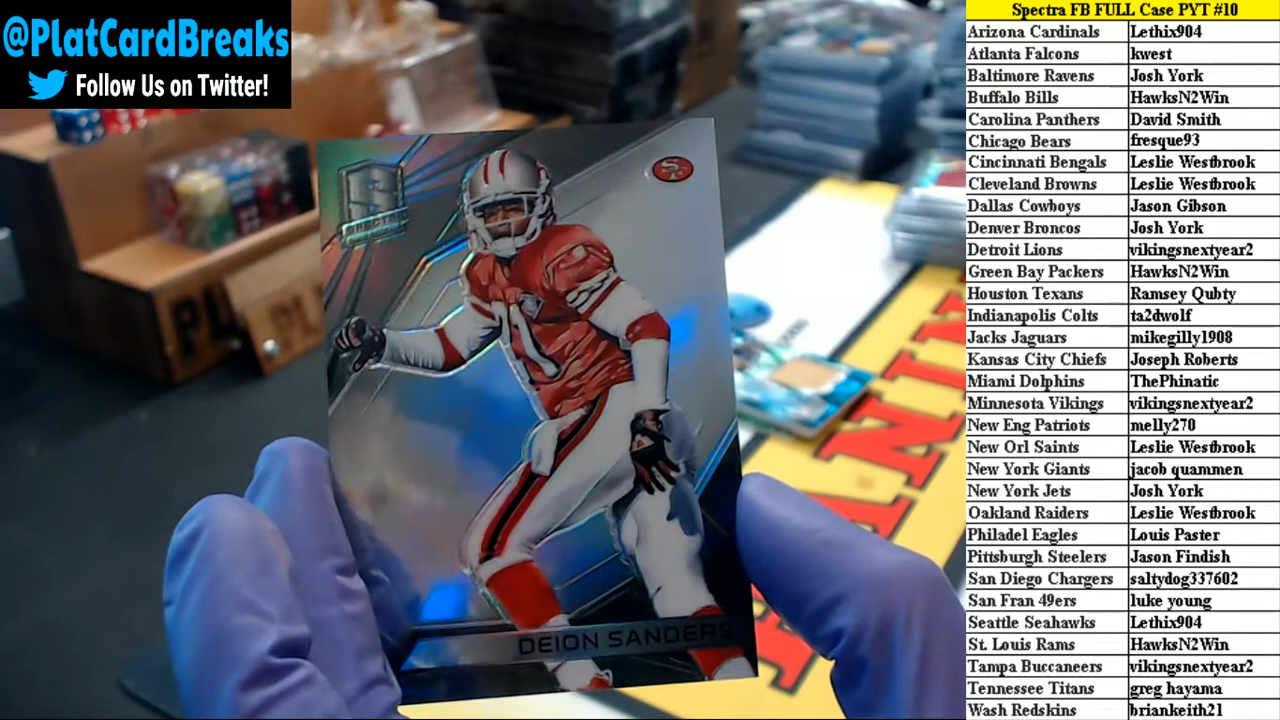 @PlatCardBreaks
Follow Us on Twitter!
SPECTRA
SF
DEION SANDERS
Spectra FB FULL Case PYT #10
Arizona Cardinals Lethix904
Atlanta Falcons kwest
Baltimore Ravens Josh York
Buffalo Bills HawksN2Win
Carolina Panthers David Smith
Chicago Bears fresque93
Cincinnati Bengals Leslie Westbrook
Cleveland Browns Leslie Westbrook
Dallas Cowboys Jason Gibson
Denver Broncos Josh York
Detroit Lions vikingsnextyear2
Green Bay Packers HawksN2Win
Houston Texans Ramsey Qubty
Indianapolis Colts ta2dwolf
Jacks Jaguars mikegilly1908
Kansas City Chiefs Joseph Roberts
Miami Dolphins ThePhinatic
Minnesota Vikings vikingsnextyear2
New Eng Patriots melly270
New Orl Saints Leslie Westbrook
New York Giants jacob quammen
New York Jets Josh York
Oakland Raiders Leslie Westbrook
Philadel Eagles Louis Paster
Pittsburgh Steelers Jason Findish
San Diego Chargers saltydog337602
San Fran 49ers luke young
Seattle Seahawks Lethix904
St. Louis Rams HawksN2Win
Tampa Buccaneers vikingsnextyear2
Tennessee Titans greg hayama
Wash Redskins briankeith21